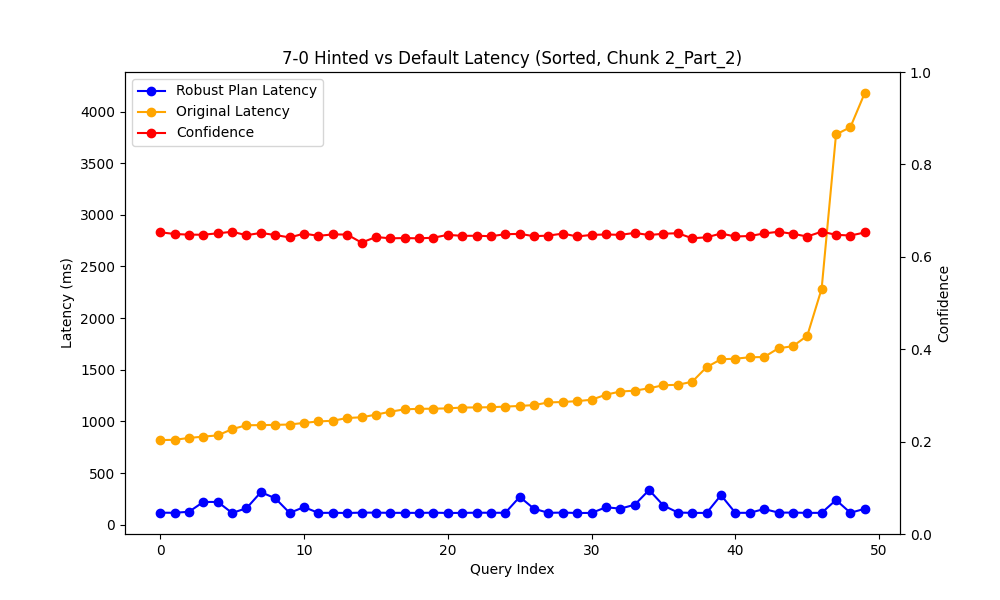 7-0 Hinted vs Default Latency (Sorted, Chunk 2_Part_2)
Robust Plan Latency
Original Latency
Confidence
Latency (ms)
4000
3500
3000
2500
2000
1500
1000
500
0
1.0
0.8
0.6
0.4
0.2
0.0
Confidence
0 10 20 30 40 50
Query Index